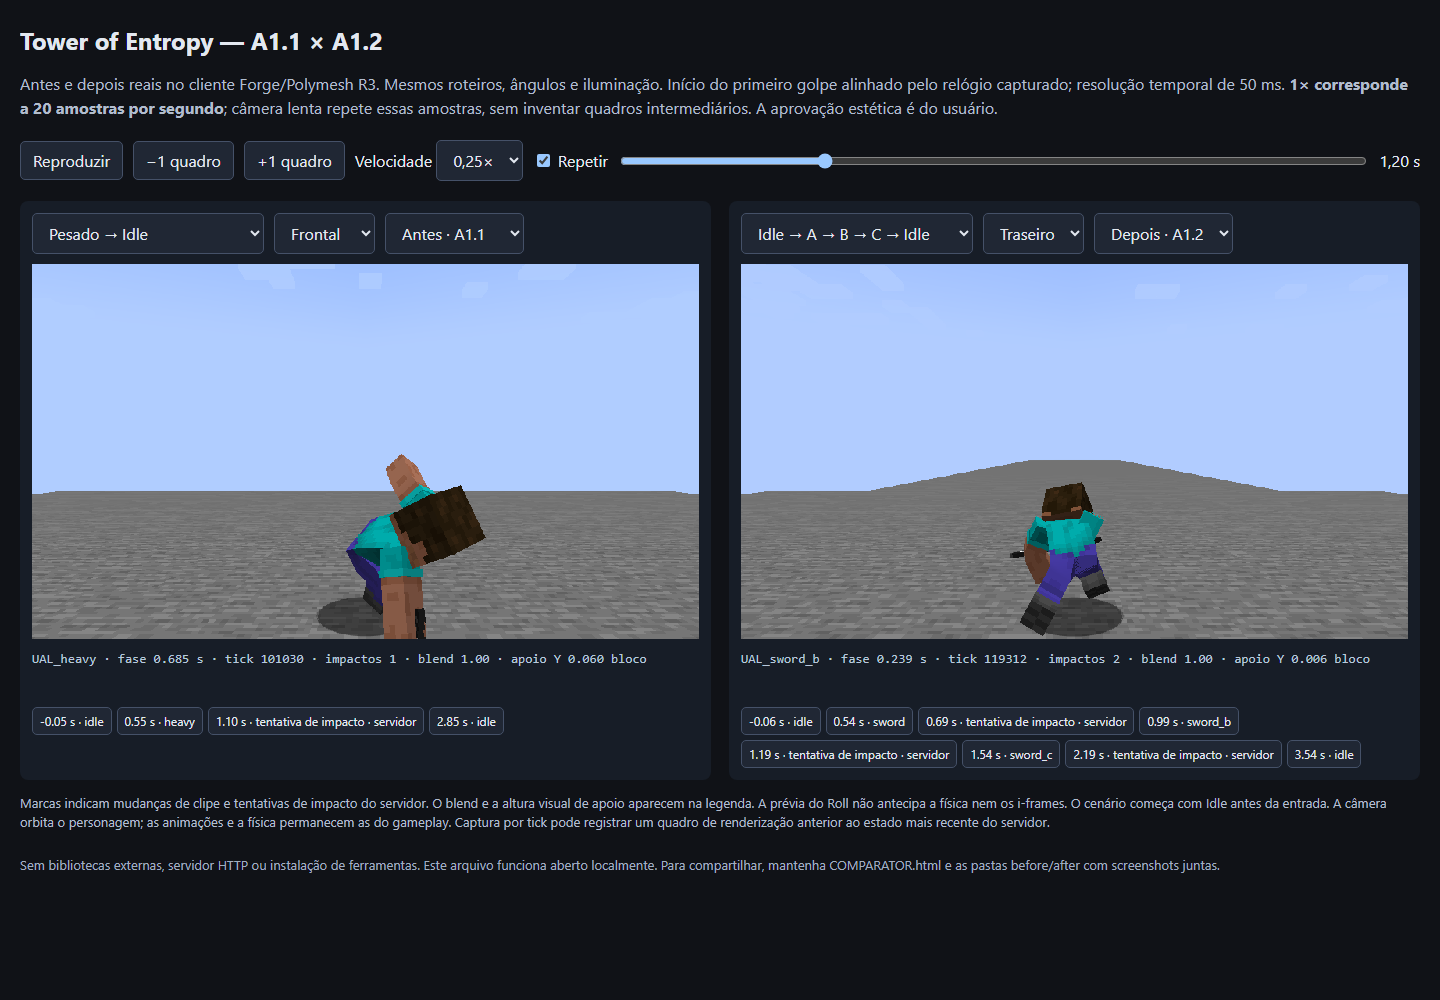 Tower of Entropy — A1.1 × A1.2
Antes e depois reais no cliente Forge/Polymesh R3. Mesmos roteiros, ângulos e iluminação. Início do primeiro golpe alinhado pelo relógio capturado; resolução temporal de 50 ms. 1× corresponde
a 20 amostras por segundo; câmera lenta repete essas amostras, sem inventar quadros intermediários. A aprovação estética é do usuário.
Reproduzir −1 quadro +1 quadro Velocidade 0,25× Repetir 1,20 s
Pesado → Idle Frontal Antes · A1.1
Idle → A → B → C → Idle Traseiro Depois · A1.2
UAL_heavy · fase 0.685 s · tick 101030 · impactos 1 · blend 1.00 · apoio Y 0.060 bloco
UAL_sword_b · fase 0.239 s · tick 119312 · impactos 2 · blend 1.00 · apoio Y 0.006 bloco
-0.05 s · idle 0.55 s · heavy 1.10 s · tentativa de impacto · servidor 2.85 s · idle
-0.06 s · idle 0.54 s · sword 0.69 s · tentativa de impacto · servidor 0.99 s · sword_b
1.19 s · tentativa de impacto · servidor 1.54 s · sword_c 2.19 s · tentativa de impacto · servidor 3.54 s · idle
Marcas indicam mudanças de clipe e tentativas de impacto do servidor. O blend e a altura visual de apoio aparecem na legenda. A prévia do Roll não antecipa a física nem os i-frames. O cenário começa com Idle antes da entrada. A câmera
orbita o personagem; as animações e a física permanecem as do gameplay. Captura por tick pode registrar um quadro de renderização anterior ao estado mais recente do servidor.
Sem bibliotecas externas, servidor HTTP ou instalação de ferramentas. Este arquivo funciona aberto localmente. Para compartilhar, mantenha COMPARATOR.html e as pastas before/after com screenshots juntas.